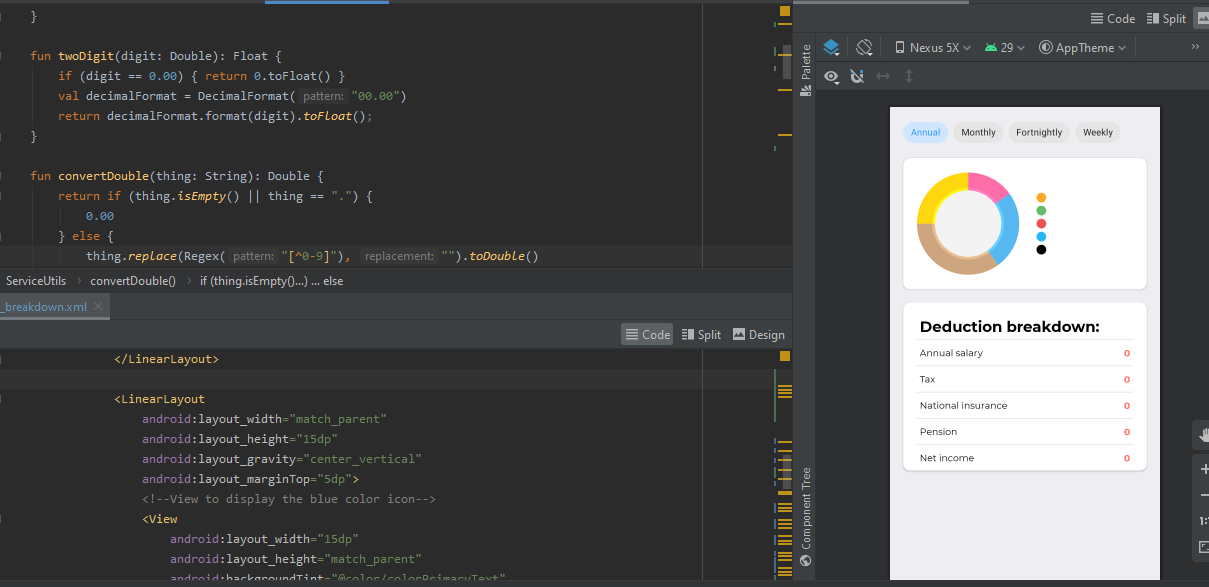 }
fun twoDigit(digit: Double): Float {
if (digit == 0.00) { return 0.toFloat() }
val decimalFormat = DecimalFormat( pattern: "00.00")
return decimalFormat.format(digit).toFloat();
}
fun convertDouble(thing: String): Double {
return if (thing.isEmpty() || thing == ".") {
0.00
} else {
thing.replace(Regex( pattern: "[^0-9]"), replacement: "").toDouble()
ServiceUtils > convertDouble() > if (thing.isEmpty()...) ... else
_breakdown.xml
Code Split Design
</LinearLayout>
<LinearLayout
android:layout_width="match_parent"
android:layout_height="15dp"
android:layout_gravity="center_vertical"
android:layout_marginTop="5dp">
<!--View to display the blue color icon-->
<View
android:layout_width="15dp"
android:layout_height="match_parent"
android:backgroundTint="@color/colorPrimaryText"
Code Split
Palette
Nexus 5X 29 AppTheme »
Annual Monthly Fortnightly Weekly
Deduction breakdown:
Annual salary 0
Tax 0
National insurance 0
Pension 0
Net income 0
Component Tree
+
−
1:1